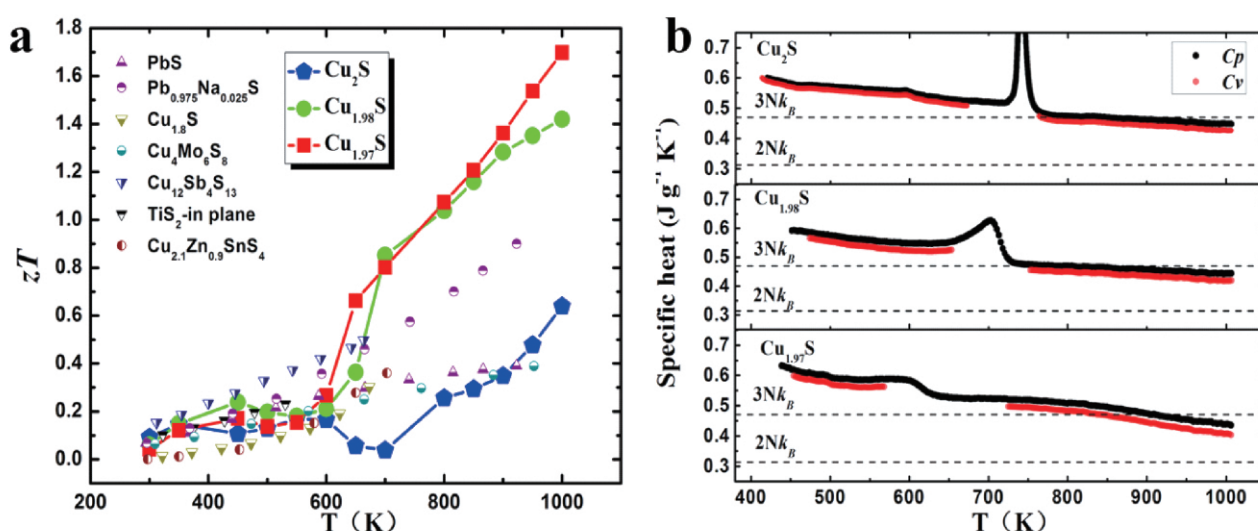 a
1.8
1.6
1.4
1.2
1.0
0.8
0.6
0.4
0.2
0.0
zT
PbS
Pb0.975Na0.025S
Cu1.8S
Cu4Mo6S8
Cu12Sb4S13
TiS2-in plane
Cu2.1Zn0.9SnS4
Cu2S
Cu1.98S
Cu1.97S
200 400 600 800 1000
T (K)
b
Specific heat (J g-1 K-1)
Cu2S
Cp
Cv
0.7
0.6
3NkB
0.5
0.4
2NkB
0.3
Cu1.98S
0.7
0.6
3NkB
0.5
0.4
2NkB
0.3
Cu1.97S
0.7
0.6
3NkB
0.5
0.4
2NkB
0.3
400 500 600 700 800 900 1000
T (K)